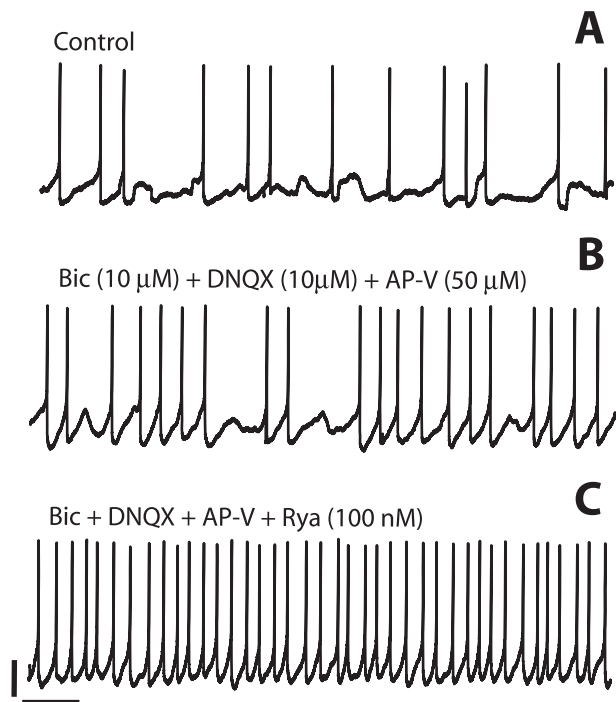 A
Control
B
Bic (10 μM) + DNQX (10μM) + AP-V (50 μM)
C
Bic + DNQX + AP-V + Rya (100 nM)